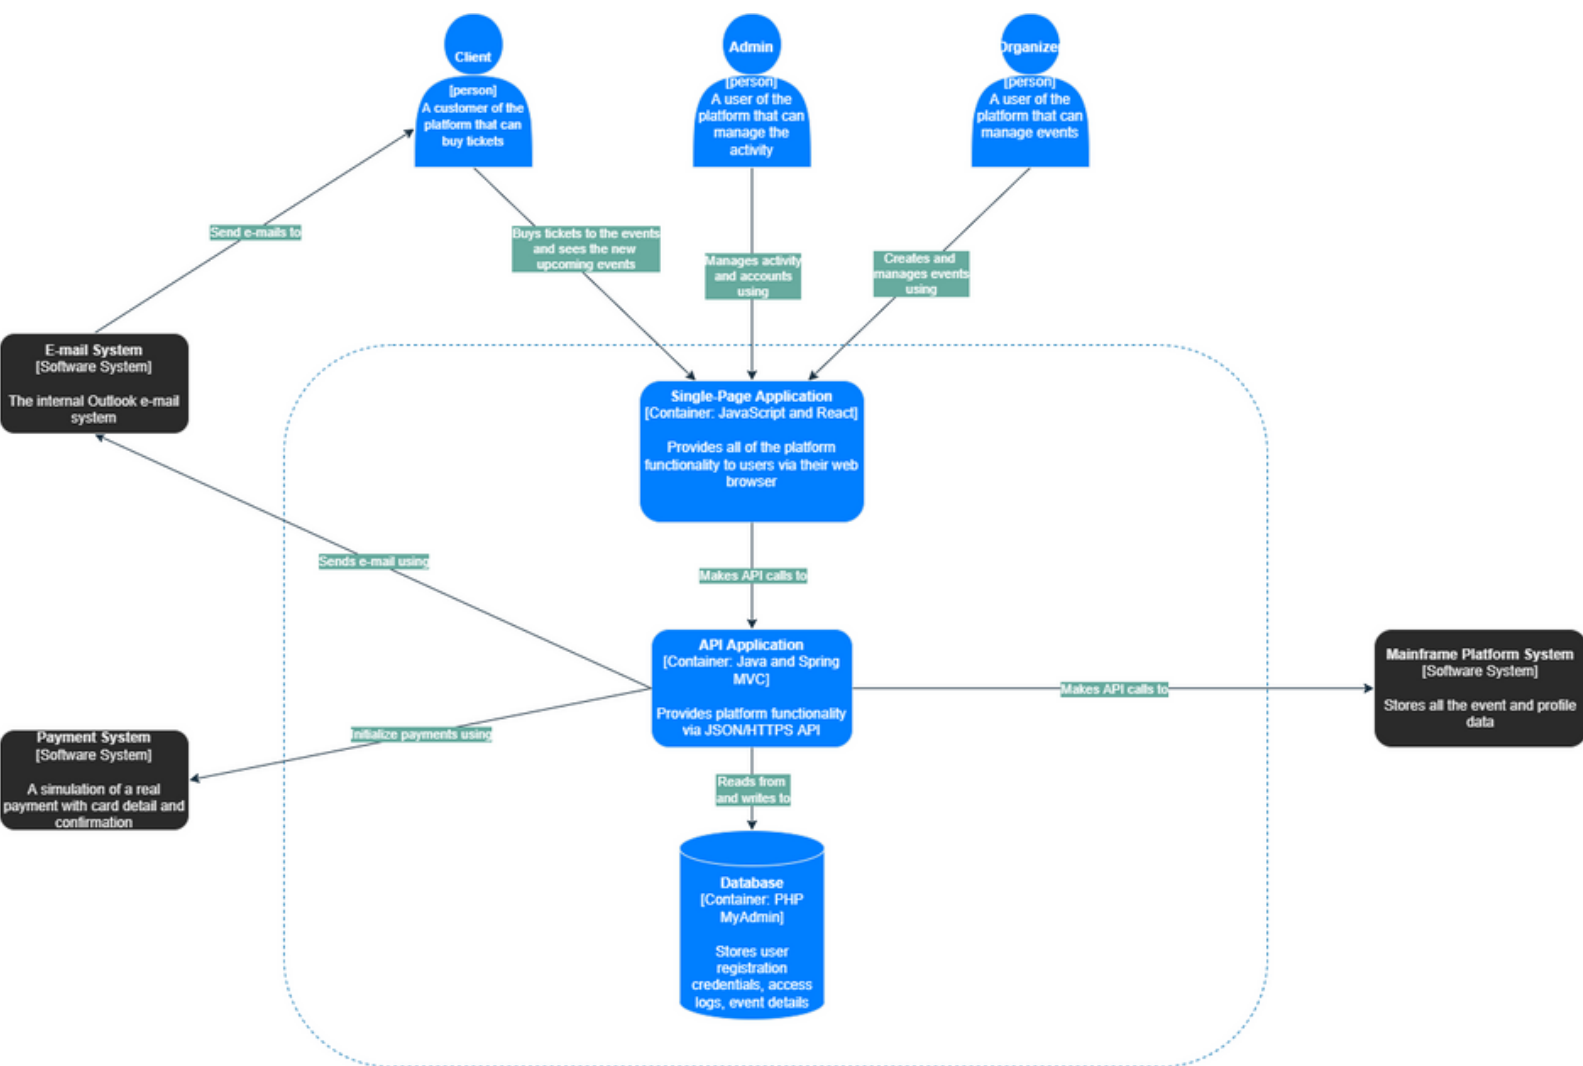 Client
[person]
A customer of the
platform that can
buy tickets
Admin
[person]
A user of the
platform that can
manage the
activity
Organizer
[person]
A user of the
platform that can
manage events
Send e-mails to
Buys tickets to the events
and sees the new
upcoming events
Manages activity
and accounts
using
Creates and
manages events
using
E-mail System
[Software System]
The internal Outlook e-mail
system
Single-Page Application
[Container: JavaScript and React]
Provides all of the platform
functionality to users via their web
browser
Sends e-mail using
Makes API calls to
API Application
[Container: Java and Spring
MVC]
Provides platform functionality
via JSON/HTTPS API
Makes API calls to
Mainframe Platform System
[Software System]
Stores all the event and profile
data
Initialize payments using
Payment System
[Software System]
A simulation of a real
payment with card detail and
confirmation
Reads from
and writes to
Database
[Container: PHP
MyAdmin]
Stores user
registration
credentials, access
logs, event details